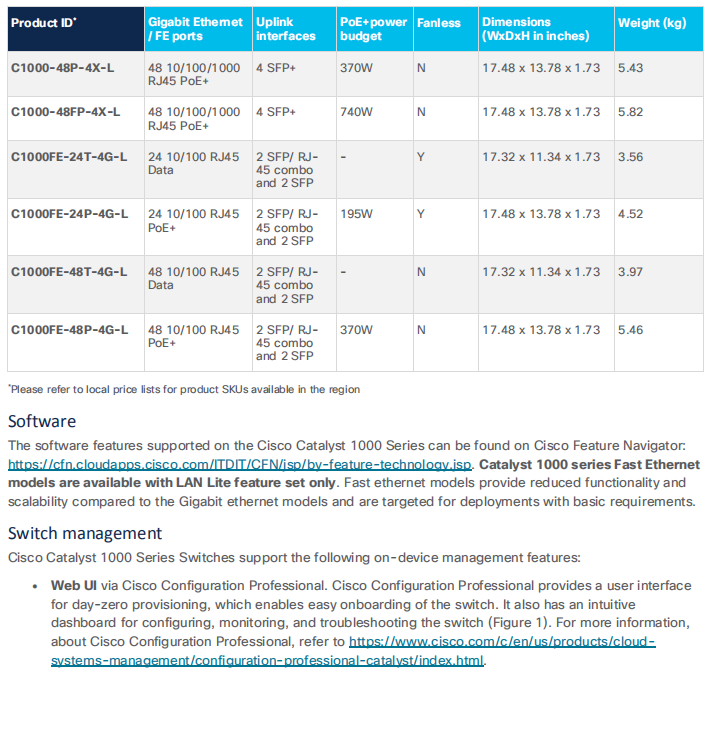 Product ID* Gigabit Ethernet / FE ports Uplink interfaces PoE+power budget Fanless Dimensions (WxDxH in inches) Weight (kg)
C1000-48P-4X-L 48 10/100/1000 RJ45 PoE+ 4 SFP+ 370W N 17.48 x 13.78 x 1.73 5.43
C1000-48FP-4X-L 48 10/100/1000 RJ45 PoE+ 4 SFP+ 740W N 17.48 x 13.78 x 1.73 5.82
C1000FE-24T-4G-L 24 10/100 RJ45 Data 2 SFP/ RJ-45 combo and 2 SFP - Y 17.32 x 11.34 x 1.73 3.56
C1000FE-24P-4G-L 24 10/100 RJ45 PoE+ 2 SFP/ RJ-45 combo and 2 SFP 195W Y 17.48 x 13.78 x 1.73 4.52
C1000FE-48T-4G-L 48 10/100 RJ45 Data 2 SFP/ RJ-45 combo and 2 SFP - N 17.32 x 11.34 x 1.73 3.97
C1000FE-48P-4G-L 48 10/100 RJ45 PoE+ 2 SFP/ RJ-45 combo and 2 SFP 370W N 17.48 x 13.78 x 1.73 5.46
*Please refer to local price lists for product SKUs available in the region
Software
The software features supported on the Cisco Catalyst 1000 Series can be found on Cisco Feature Navigator:
https://cfn.cloudapps.cisco.com/ITDIT/CFN/jsp/by-feature-technology.jsp. Catalyst 1000 series Fast Ethernet
models are available with LAN Lite feature set only. Fast ethernet models provide reduced functionality and
scalability compared to the Gigabit ethernet models and are targeted for deployments with basic requirements.
Switch management
Cisco Catalyst 1000 Series Switches support the following on-device management features:
• Web UI via Cisco Configuration Professional. Cisco Configuration Professional provides a user interface
for day-zero provisioning, which enables easy onboarding of the switch. It also has an intuitive
dashboard for configuring, monitoring, and troubleshooting the switch (Figure 1). For more information,
about Cisco Configuration Professional, refer to https://www.cisco.com/c/en/us/products/cloud-
systems-management/configuration-professional-catalyst/index.html.